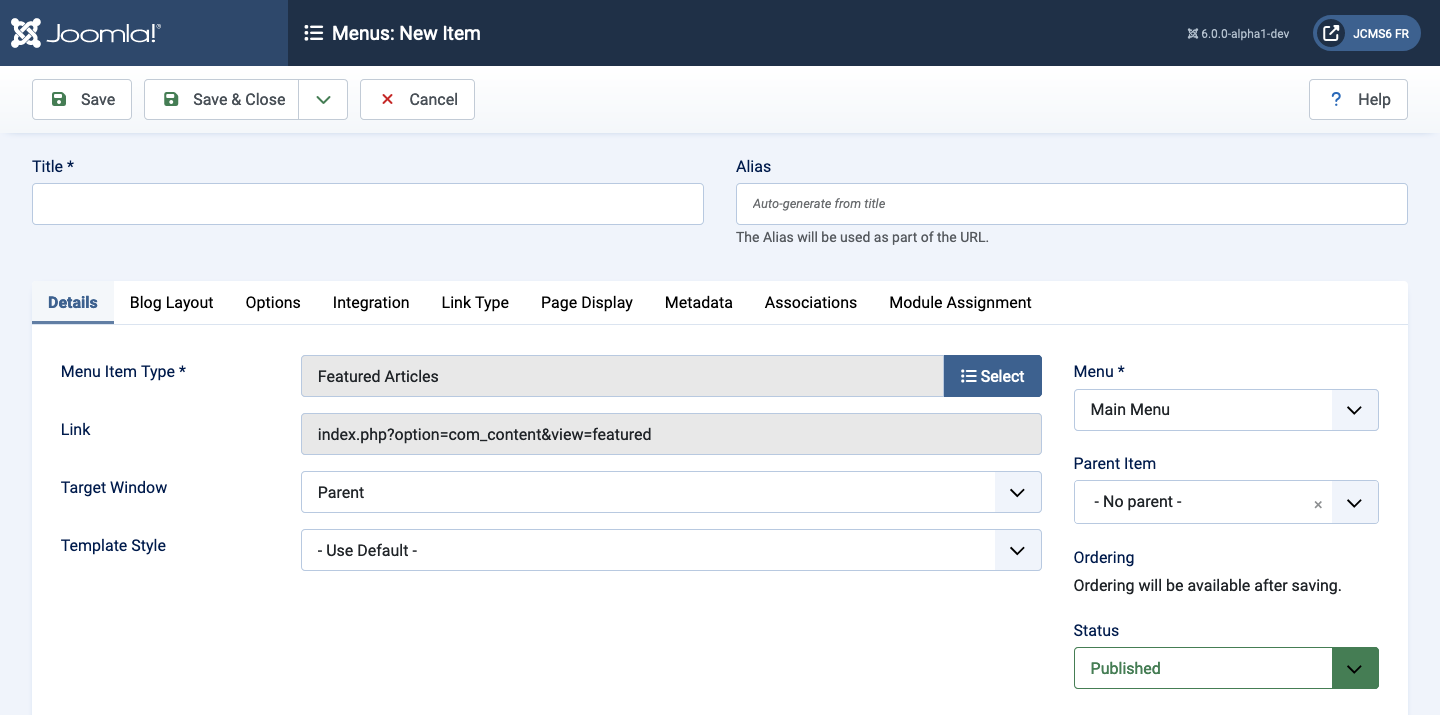 Joomla!®
Menus: New Item
6.0.0-alpha1-dev
JCMS6 FR
Save
Save & Close
Cancel
? Help
Title *
Alias
Auto-generate from title
The Alias will be used as part of the URL.
Details Blog Layout Options Integration Link Type Page Display Metadata Associations Module Assignment
Menu Item Type *
Featured Articles
Select
Link
index.php?option=com_content&view=featured
Target Window
Parent
Template Style
- Use Default -
Menu *
Main Menu
Parent Item
- No parent - ×
Ordering
Ordering will be available after saving.
Status
Published